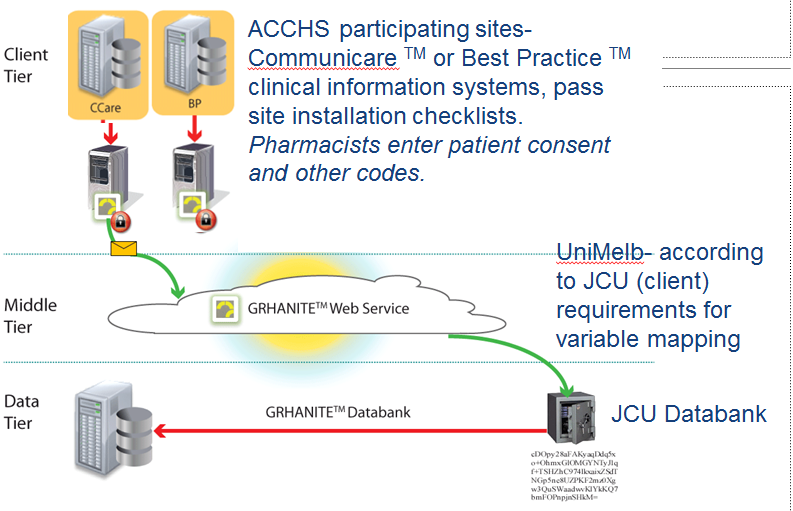 Client
Tier
CCare
BP
ACCHS participating sites-
Communicare TM or Best Practice TM
clinical information systems, pass
site installation checklists.
Pharmacists enter patient consent
and other codes.
Middle
Tier
GRHANITE™ Web Service
UniMelb- according
to JCU (client)
requirements for
variable mapping
Data
Tier
GRHANITE™ Databank
JCU Databank